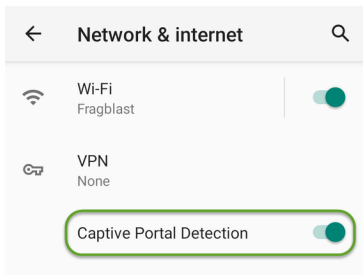 Network & internet
Wi-Fi
Fragblast
VPN
None
Captive Portal Detection